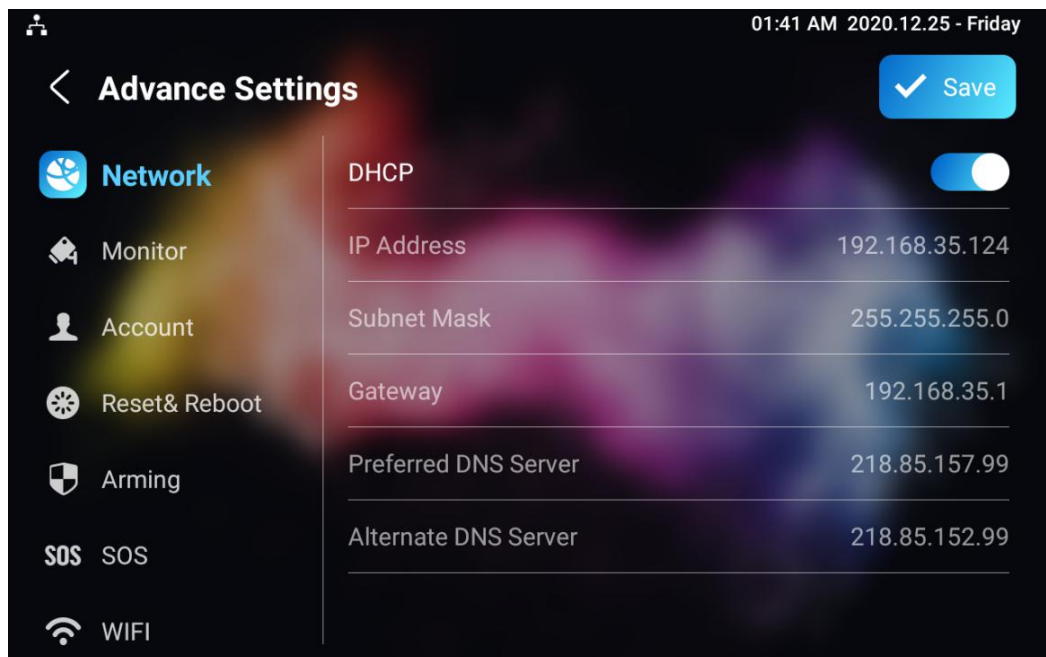 01:41 AM 2020.12.25 - Friday
Advance Settings
Save
Network
Monitor
Account
Reset& Reboot
Arming
SOS SOS
WIFI
DHCP
IP Address 192.168.35.124
Subnet Mask 255.255.255.0
Gateway 192.168.35.1
Preferred DNS Server 218.85.157.99
Alternate DNS Server 218.85.152.99